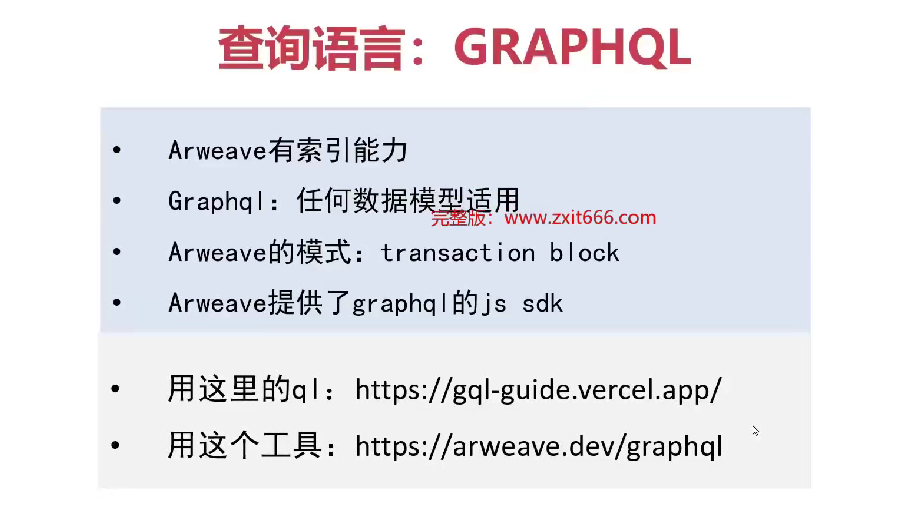 查询语言：GRAPHQL
• Arweave有索引能力
• Graphql：任何数据模型适用
完整版：www.zxit666.com
• Arweave的模式：transaction block
• Arweave提供了graphql的js sdk
• 用这里的ql：https://gql-guide.vercel.app/
• 用这个工具：https://arweave.dev/graphql